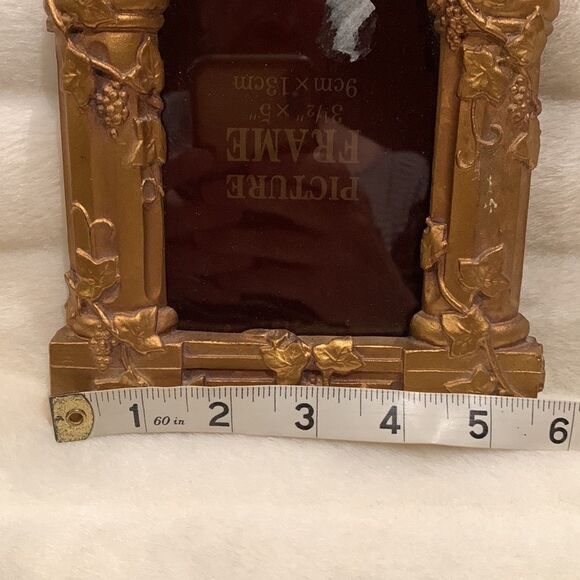 PICTURE
FRAME
3½" × 5"
9cm × 13cm
1 2 3 4 5 6
60 in